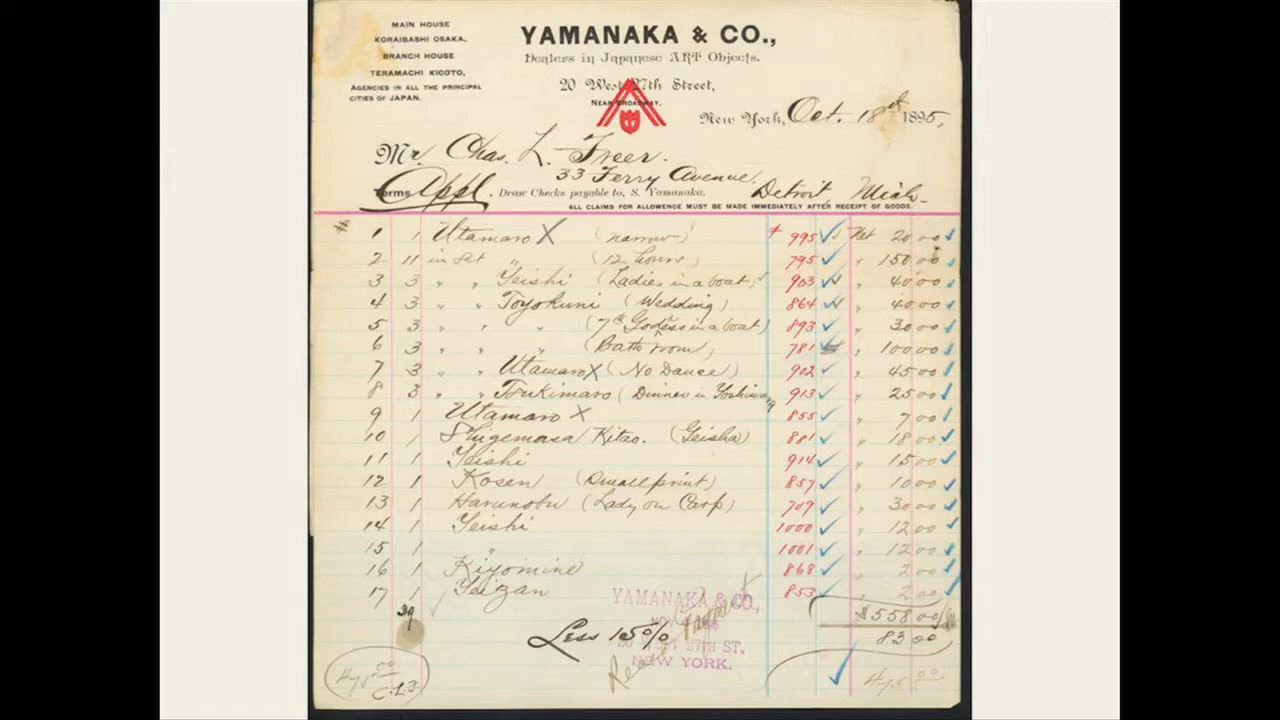 MAIN HOUSE
KORAIBASHI OSAKA,
BRANCH HOUSE
TERAMACHI KIOTO,
AGENCIES IN ALL THE PRINCIPAL
CITIES OF JAPAN.
YAMANAKA & CO.,
Dealers in Japanese ART Objects.
20 West 27th Street,
NEAR BROADWAY.
New York, Oct. 18th 1895,
Mr. Chas. L. Freer.
33 Ferry Avenue.
Terms Appl. Draw Checks payable to, S. Yamanaka. Detroit, Mich.
ALL CLAIMS FOR ALLOWENCE MUST BE MADE IMMEDIATELY AFTER RECEIPT OF GOODS.
# 1 1 Utamaro X (narrow) $ 995 ✓ Net 20 00 ✓
2 11 in Set " (12 hours) 795 ✓ " 150 00 ✓
3 3 " " Yeishi (Ladies in a boat) 903 ✓ " 40 00 ✓
4 3 " " Toyokuni (Wedding) 864 ✓ " 40 00 ✓
5 3 " " " (7th Godess in a boat) 893 ✓ " 30 00 ✓
6 3 " " " (Bath room) 781 ✓ " 100 00 ✓
7 3 " " Utamaro X (No Dance) 902 ✓ " 45 00 ✓
8 3 " " Tsukimaro (Dinner in Yoshiwara 913 ✓ " 25 00 ✓
9 1 Utamaro X 855 ✓ " 7 00 ✓
10 1 Shigemasa Kitao. (Geisha) 881 ✓ " 18 00 ✓
11 1 Yeishi 914 ✓ " 15 00 ✓
12 1 Kosen (Small print) 857 ✓ " 10 00 ✓
13 1 Harunobu (Lady on Carp) 709 ✓ " 30 00 ✓
14 1 Yeishi 1000 ✓ " 12 00 ✓
15 1 " 1001 ✓ " 12 00 ✓
16 1 Kiyomine 868 ✓ " 2 00 ✓
17 1 Yeizan 853 ✓ " 2 00 ✓
39 ✓
YAMANAKA & CO.,
20 WEST 27TH ST.,
NEW YORK.
Payment
$558 00
Less 15% 83 00
475 00
475 00